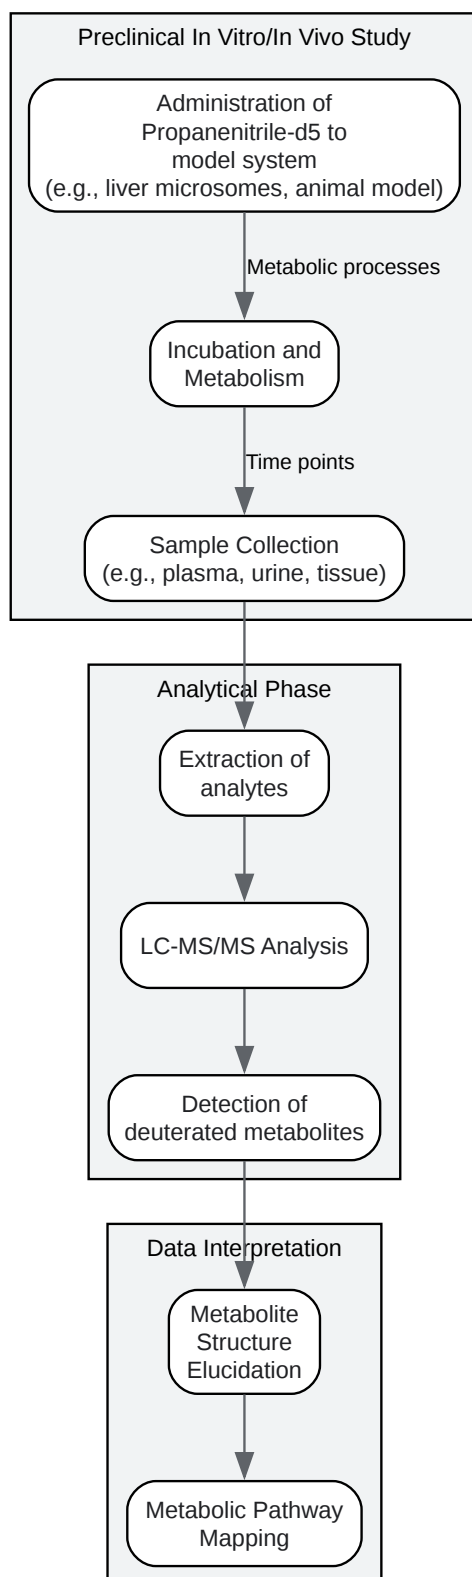 Preclinical In Vitro/In Vivo Study
Administration of
Propanenitrile-d5 to
model system
(e.g., liver microsomes, animal model)
Metabolic processes
Incubation and
Metabolism
Time points
Sample Collection
(e.g., plasma, urine, tissue)
Analytical Phase
Extraction of
analytes
LC-MS/MS Analysis
Detection of
deuterated metabolites
Data Interpretation
Metabolite
Structure
Elucidation
Metabolic Pathway
Mapping